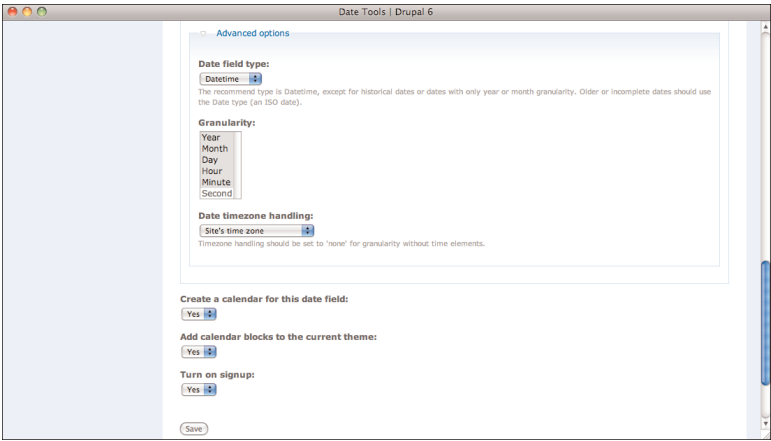 Date Tools | Drupal 6
Advanced options
Date field type:
Datetime
The recommend type is Datetime, except for historical dates or dates with only year or month granularity. Older or incomplete dates should use
the Date type (an ISO date).
Granularity:
Year
Month
Day
Hour
Minute
Second
Date timezone handling:
Site's time zone
Timezone handling should be set to 'none' for granularity without time elements.
Create a calendar for this date field:
Yes
Add calendar blocks to the current theme:
Yes
Turn on signup:
Yes
Save